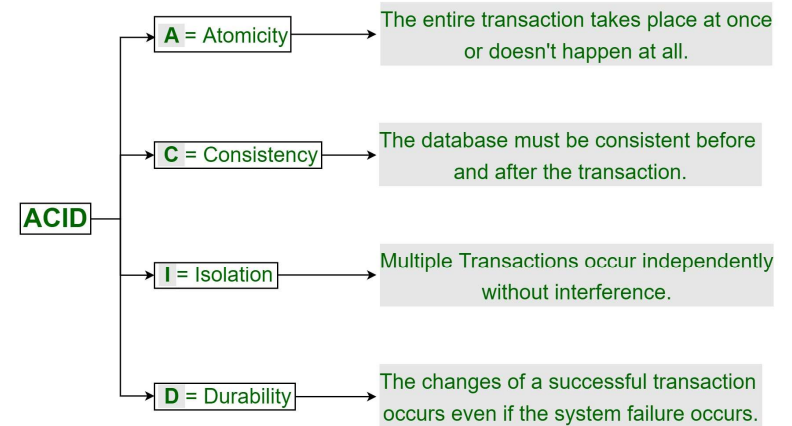 A = Atomicity
The entire transaction takes place at once
or doesn't happen at all.
C = Consistency
The database must be consistent before
and after the transaction.
ACID
I = Isolation
Multiple Transactions occur independently
without interference.
D = Durability
The changes of a successful transaction
occurs even if the system failure occurs.